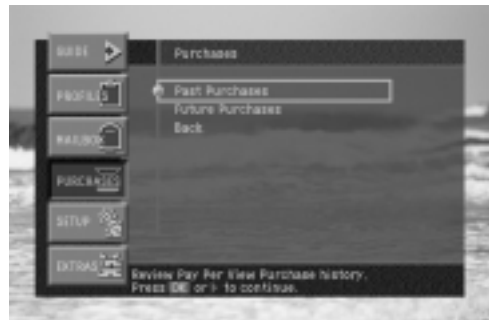 GUIDE
Purchases
PROFILES
Past Purchases
Future Purchases
MAILBOX
Back
PURCHASES
SETUP
EXTRAS
Review Pay Per View Purchase history.
Press OK or > to continue.